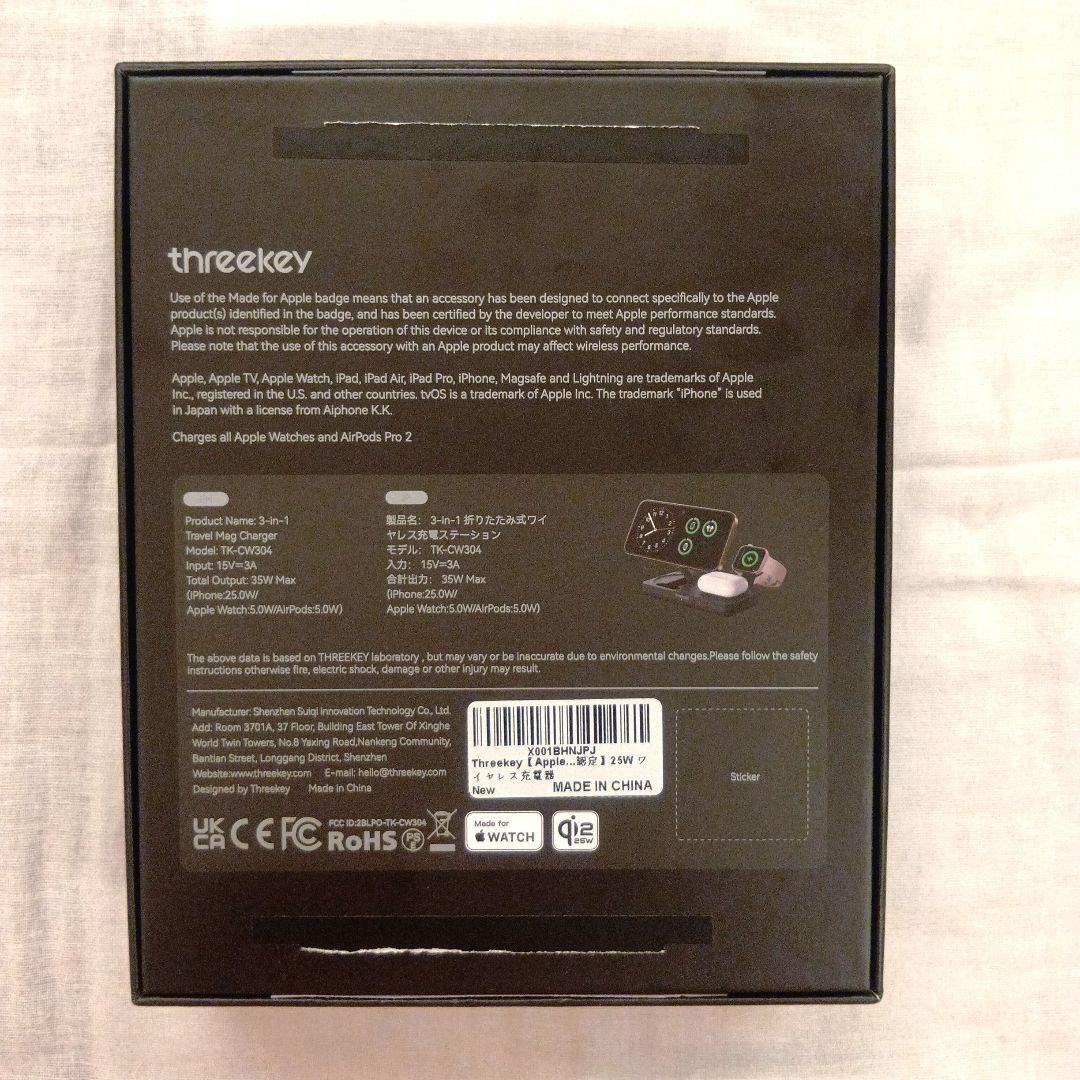 threekey
Use of the Made for Apple badge means that an accessory has been designed to connect specifically to the Apple
product(s) identified in the badge, and has been certified by the developer to meet Apple performance standards.
Apple is not responsible for the operation of this device or its compliance with safety and regulatory standards.
Please note that the use of this accessory with an Apple product may affect wireless performance.
Apple, Apple TV, Apple Watch, iPad, iPad Air, iPad Pro, iPhone, Magsafe and Lightning are trademarks of Apple
Inc., registered in the U.S. and other countries. tvOS is a trademark of Apple Inc. The trademark "iPhone" is used
in Japan with a license from Aiphone K.K.
Charges all Apple Watches and AirPods Pro 2
Product Name: 3-in-1
Travel Mag Charger
Model: TK-CW304
Input: 15V⎓3A
Total Output: 35W Max
(iPhone:25.0W/
Apple Watch:5.0W/AirPods:5.0W)
製品名: 3-in-1 折りたたみ式ワイ
ヤレス充電ステーション
モデル: TK-CW304
入力: 15V⎓3A
合計出力: 35W Max
(iPhone:25.0W/
Apple Watch:5.0W/AirPods:5.0W)
The above data is based on THREEKEY laboratory , but may vary or be inaccurate due to environmental changes.Please follow the safety
instructions otherwise fire, electric shock, damage or other injury may result.
Manufacturer: Shenzhen Suiqi Innovation Technology Co., Ltd.
Add: Room 3701A, 37 Floor, Building East Tower Of Xinghe
World Twin Towers, No.8 Yaxing Road,Nankeng Community,
Bantian Street, Longgang District, Shenzhen
Website:www.threekey.com E-mail: hello@threekey.com
Designed by Threekey Made in China
X001BHNJPJ
Threekey【Apple...認定】25W ワ
イヤレス充電器
New MADE IN CHINA
Sticker
UK
CA
CE
FC
FCC ID:2BLPO-TK-CW304
RoHS
PS
E
Made for
WATCH
qi2
25W